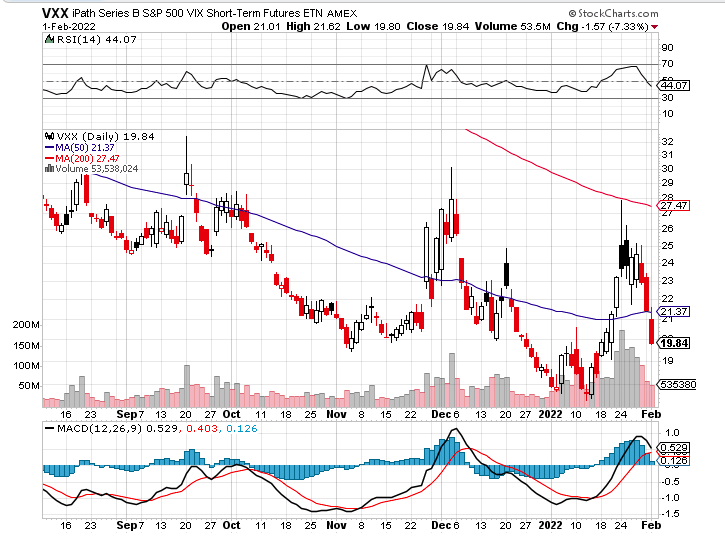 VXX iPath Series B S&P 500 VIX Short-Term Futures ETN AMEX © StockCharts.com
1-Feb-2022 Open 21.01 High 21.62 Low 19.80 Close 19.84 Volume 53.5M Chg -1.57 (-7.33%)
RSI(14) 44.07
90
70
50
44.07
30
10
VXX (Daily) 19.84
MA(50) 21.37
MA(200) 27.47
Volume 53,538,024
32
31
30
29
28
27.47
26
25
24
23
22
21.37
21
19.84
19
200M
150M
100M
50M
535380
16 23 Sep 7 13 20 27 Oct 11 18 25 Nov 8 15 22 Dec 6 13 20 27 2022 10 18 24 Feb
MACD(12,26,9) 0.529, 0.403, 0.126
1.0
0.529
0.126
-0.5
-1.0
-1.5
16 23 Sep 7 13 20 27 Oct 11 18 25 Nov 8 15 22 Dec 6 13 20 27 2022 10 18 24 Feb